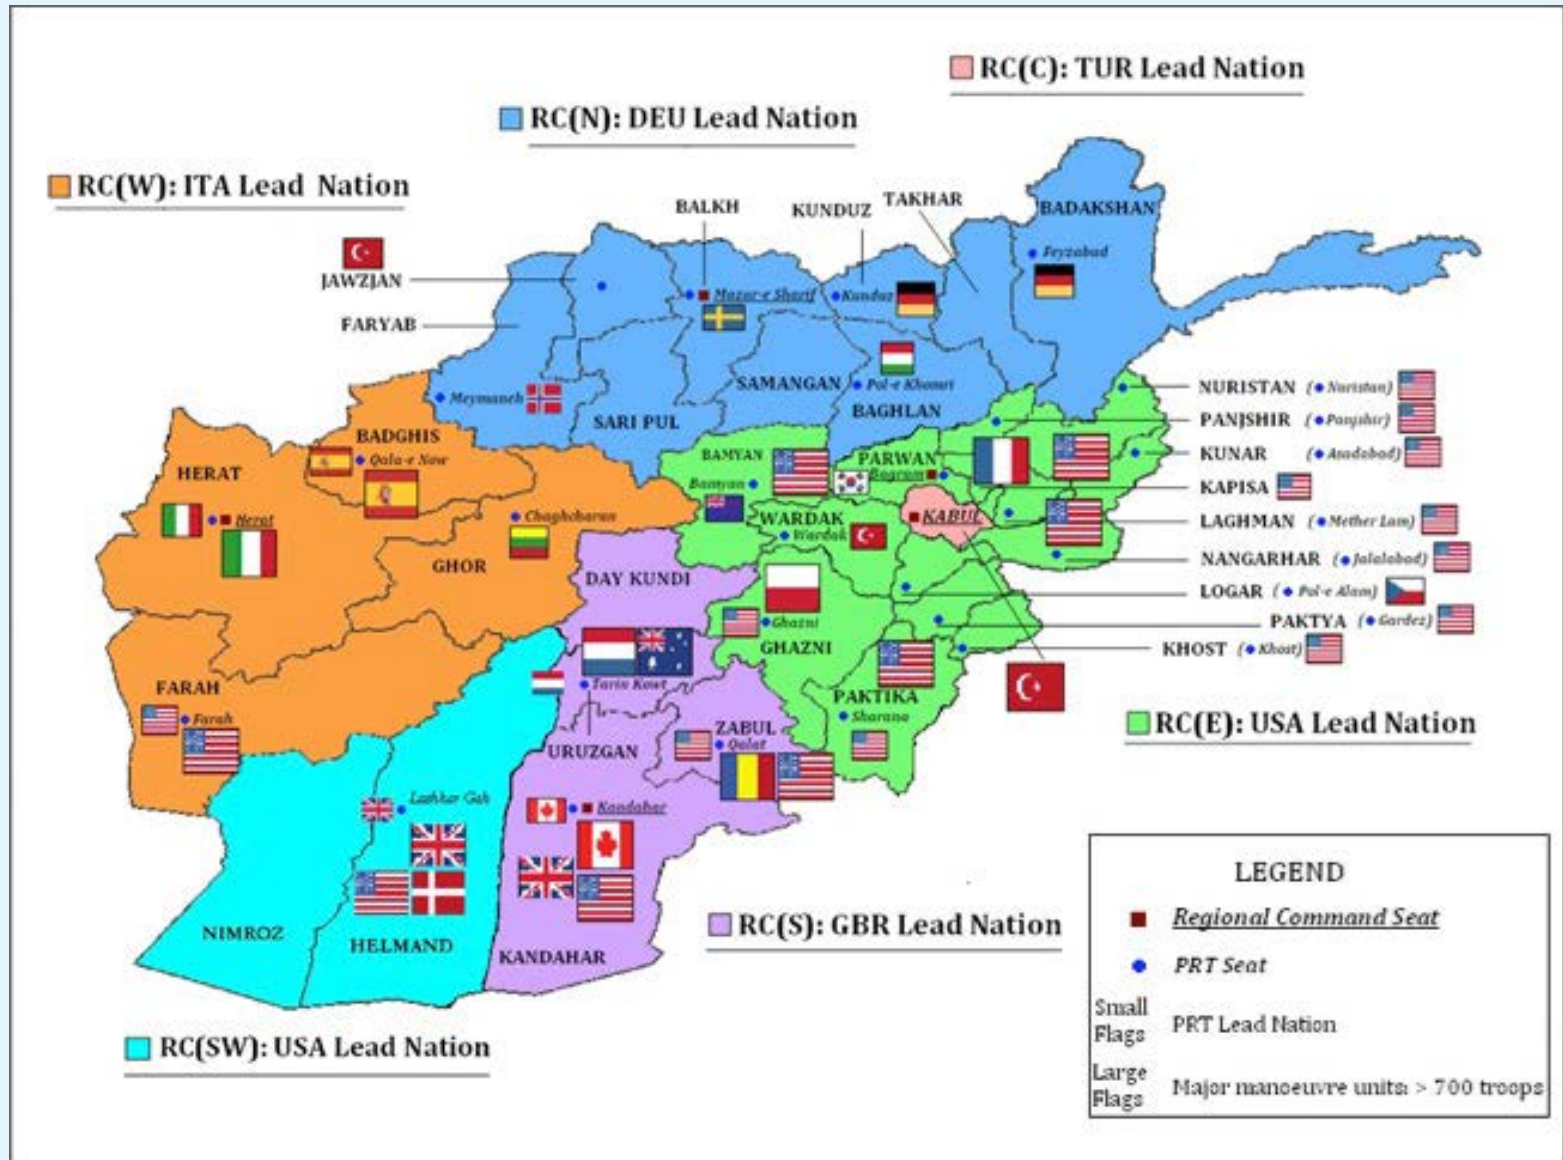 RC(C): TUR Lead Nation
RC(N): DEU Lead Nation
RC(W): ITA Lead Nation
BALKH
KUNDUZ
TAKHAR
BADAKSHAN
JAWZJAN
FARYAB
Feyzabad
Mazar-e Sharif
Kunduz
Meymaneh
SARI PUL
SAMANGAN
Pol-e Khomri
BAGHLAN
NURISTAN (Nuristan)
PANJSHIR (Panjshir)
KUNAR (Asadabad)
KAPISA
LAGHMAN (Mether Lam)
NANGARHAR (Jalalabad)
LOGAR (Pol-e Alam)
PAKTYA (Gardez)
KHOST (Khost)
BADGHIS
Qala-e Naw
HERAT
Herat
Chaghcharan
GHOR
BAMYAN
Bamyan
PARWAN
Bagram
WARDAK
Wardak
KABUL
DAY KUNDI
Ghazni
GHAZNI
FARAH
Farah
Tarin Kowt
URUZGAN
ZABUL
Qalat
PAKTIKA
Sharana
RC(E): USA Lead Nation
Lashkar Gah
Kandahar
NIMROZ
HELMAND
KANDAHAR
RC(S): GBR Lead Nation
RC(SW): USA Lead Nation
LEGEND
Regional Command Seat
PRT Seat
Small Flags PRT Lead Nation
Large Flags Major manoeuvre units: > 700 troops